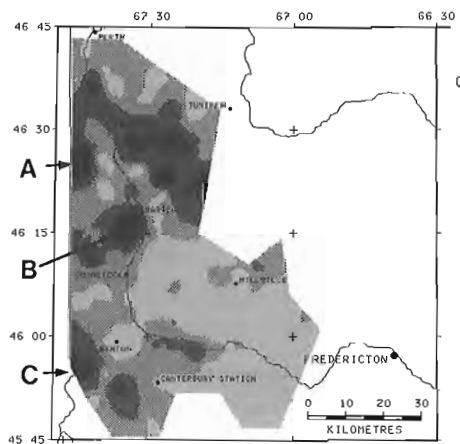 67 30 67 00 66 30
46 45
PERTH
46 30
A
46 15
B
MILLVILLE
46 00
BENTON
FREDERICTON
C
CANTERBURY STATION
0 10 20 30
KILOMETRES
45 45